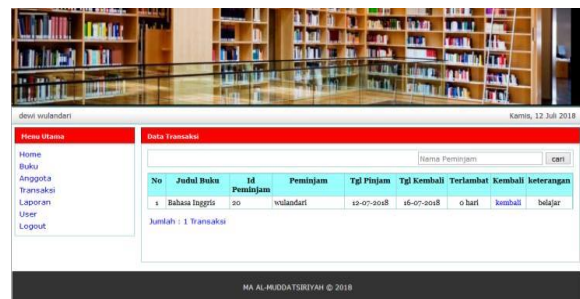 dewi wulandari
Kamis, 12 Juli 2018
Menu Utama
Home
Buku
Anggota
Transaksi
Laporan
User
Logout
Data Transaksi
Nama Peminjam cari
No Judul Buku Id Peminjam Peminjam Tgl Pinjam Tgl Kembali Terlambat Kembali keterangan
1 Bahasa Inggris 20 wulandari 12-07-2018 16-07-2018 0 hari kembali belajar
Jumlah : 1 Transaksi
MA AL-MUDDATSIRIYAH © 2018